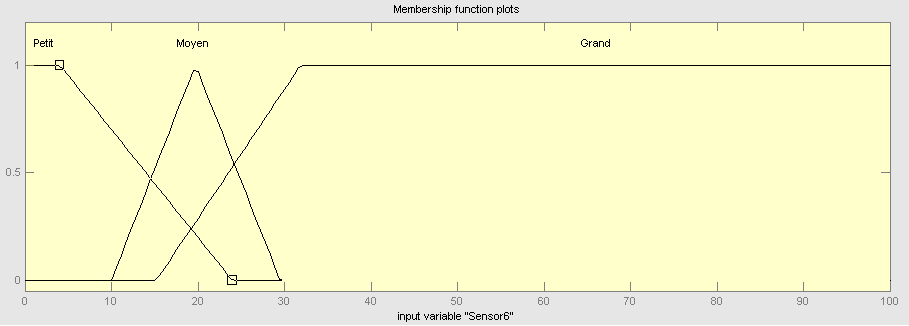 Membership function plots
Petit Moyen Grand
1
0.5
0
0 10 20 30 40 50 60 70 80 90 100
input variable "Sensor6"